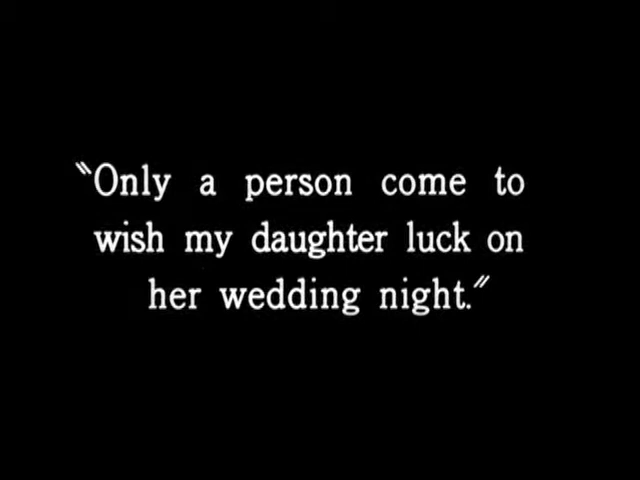 "Only a person come to
wish my daughter luck on
her wedding night."